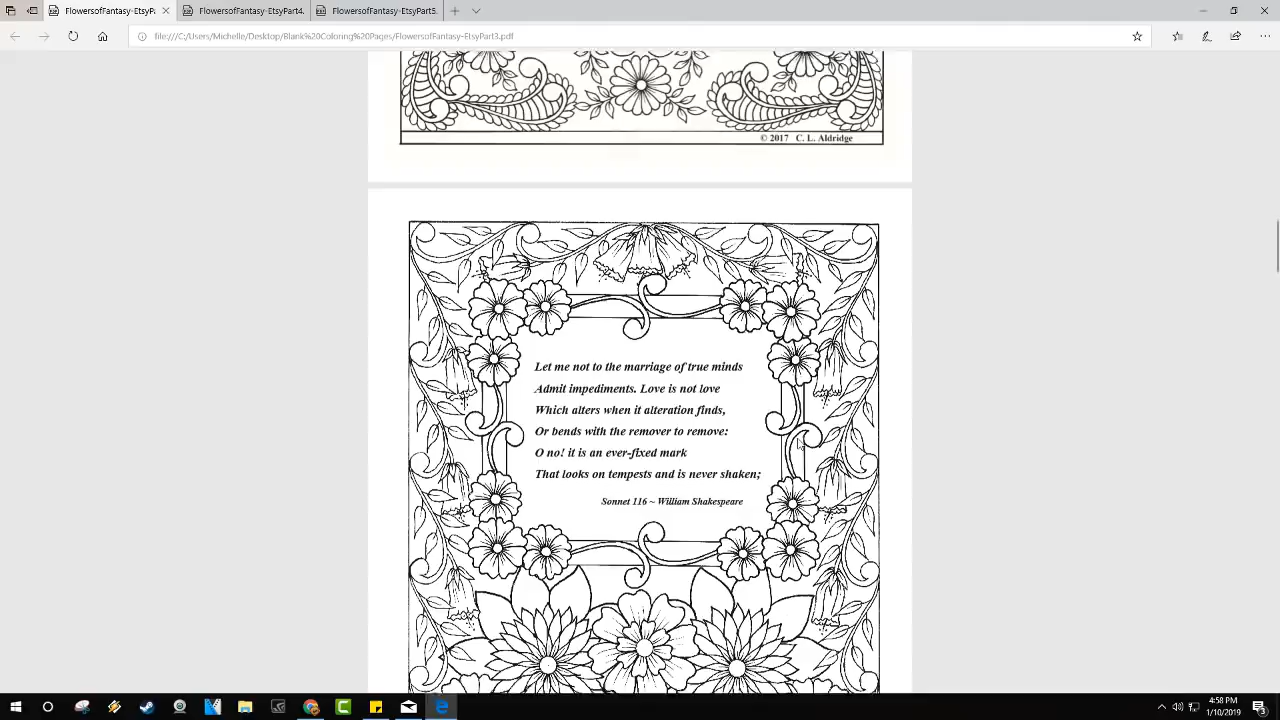 FlowersofFantasy-EtsyP
FlowersofFantasy-EtsyPart4.
FlowersofFantasy-EtsyPart5.
file:///C:/Users/Michelle/Desktop/Blank%20Coloring%20Pages/FlowersofFantasy-EtsyPart3.pdf
© 2017 C. L. Aldridge
Let me not to the marriage of true minds
Admit impediments. Love is not love
Which alters when it alteration finds,
Or bends with the remover to remove:
O no! it is an ever-fixed mark
That looks on tempests and is never shaken;
Sonnet 116 ~ William Shakespeare
4:58 PM
1/10/2019